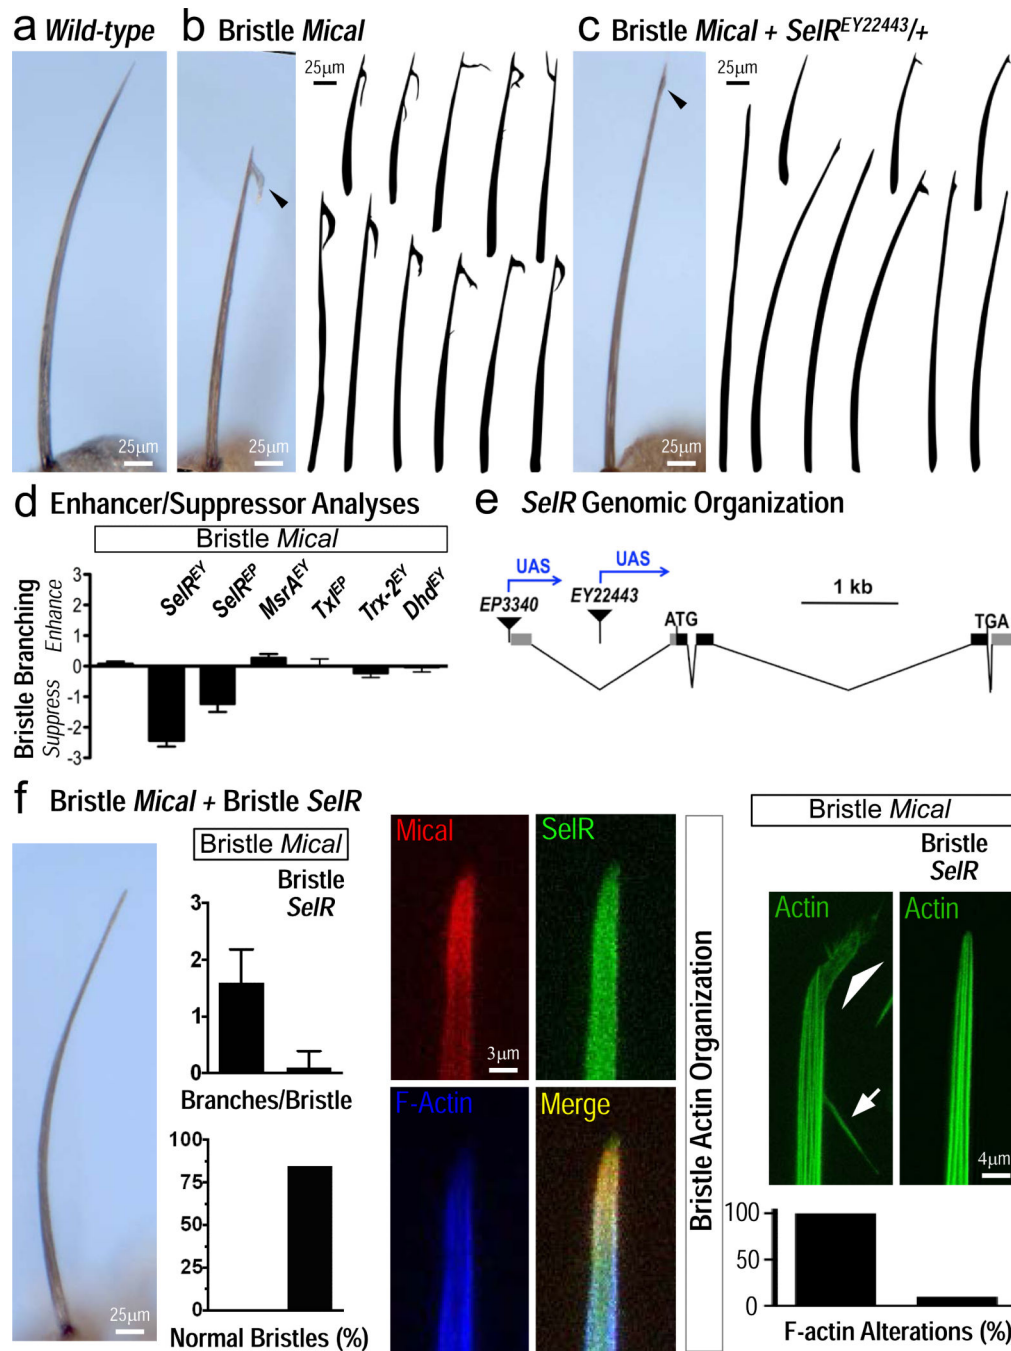 a Wild-type
b Bristle Mical
c Bristle Mical + SelR^EY22443/+
25μm
25μm
25μm
25μm
25μm
d Enhancer/Suppressor Analyses
Bristle Mical
SelR^EY
SelR^EP
MsrA^EY
Txl^EP
Trx-2^EY
Dhd^EY
Bristle Branching
Enhance
Suppress
3
2
1
0
-1
-2
-3
e SelR Genomic Organization
UAS
UAS
EP3340
EY22443
1 kb
ATG
TGA
f Bristle Mical + Bristle SelR
25μm
Bristle Mical
Bristle
SelR
3
2
1
0
Branches/Bristle
100
75
50
25
0
Normal Bristles (%)
Mical
SelR
3μm
F-Actin
Merge
Bristle Actin Organization
Bristle Mical
Bristle
SelR
Actin
Actin
4μm
100
50
0
F-actin Alterations (%)